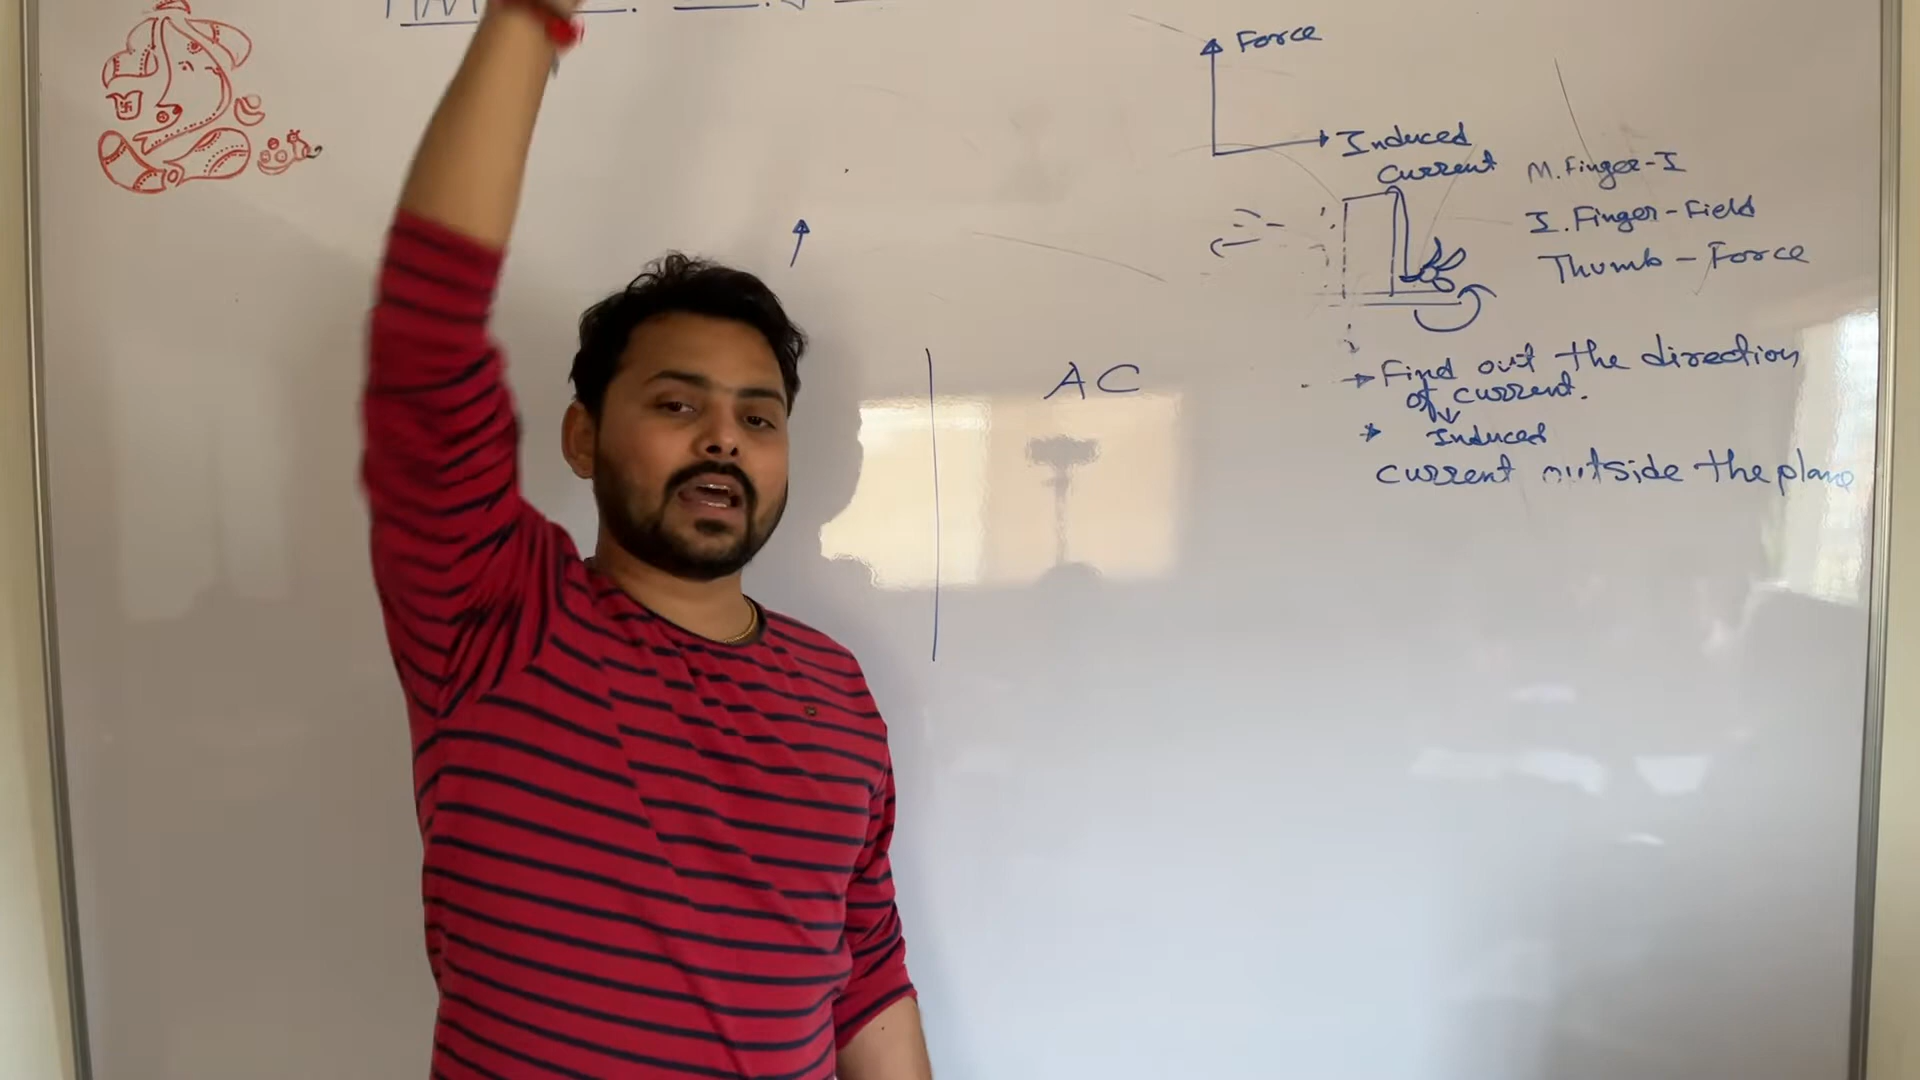 Force
Induced
Current
M. Finger-I
I. Finger-Field
Thumb - Force
AC
Find out the direction
of current.
Induced
current outside the plane